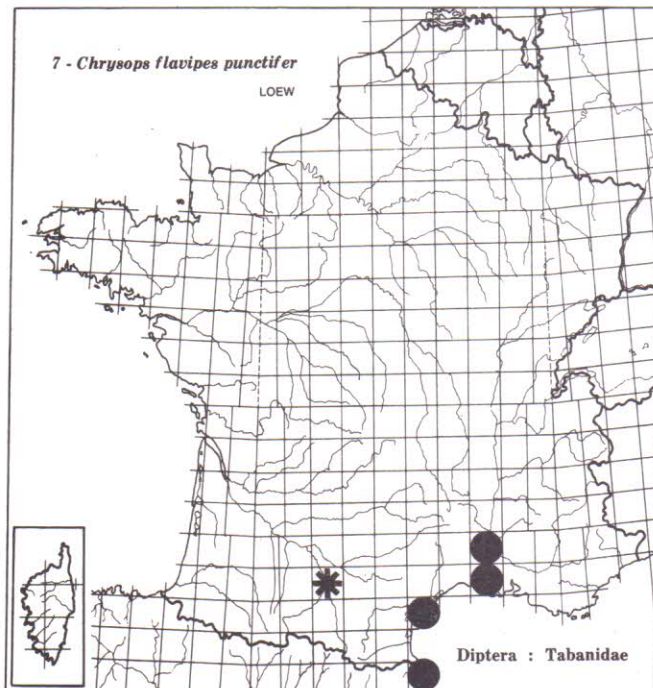 7 - Chrysops flavipes punctifer
LOEW
Diptera : Tabanidae